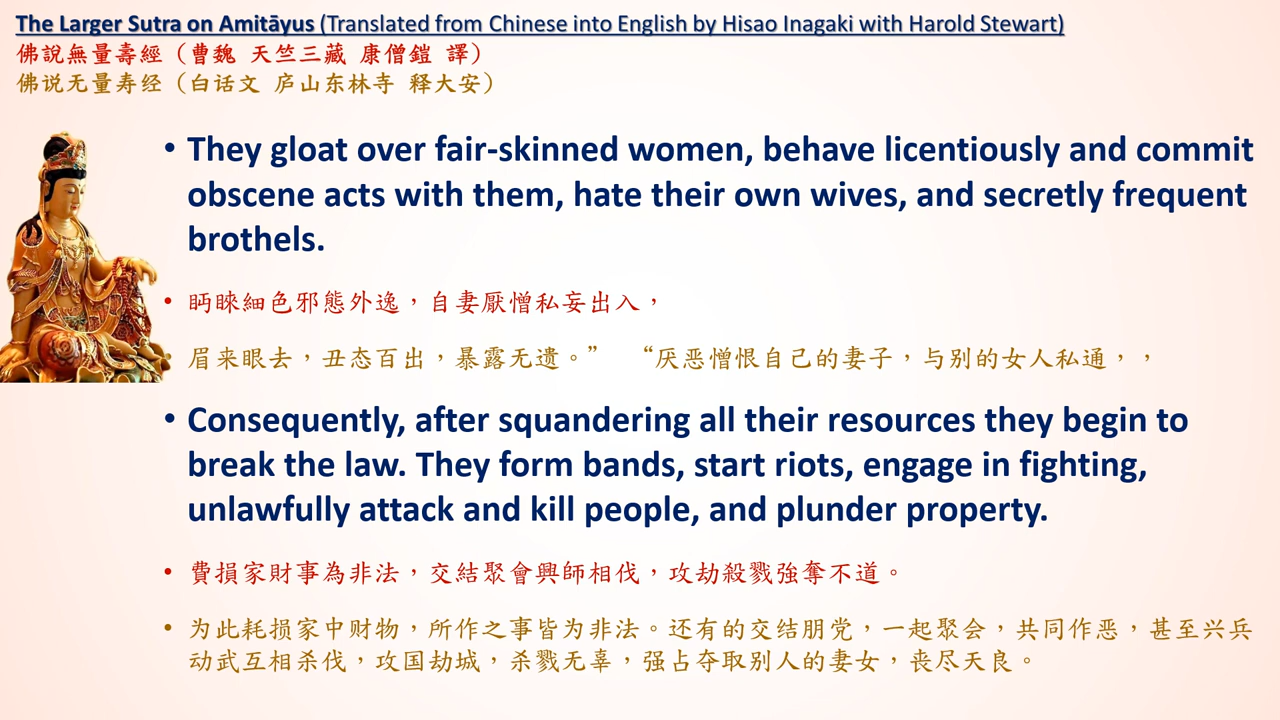 The Larger Sutra on Amitāyus (Translated from Chinese into English by Hisao Inagaki with Harold Stewart)
佛說無量壽經（曹魏 天竺三藏 康僧鎧 譯）
佛说无量寿经（白话文 庐山东林寺 释大安）
• They gloat over fair-skinned women, behave licentiously and commit
obscene acts with them, hate their own wives, and secretly frequent
brothels.
• 眄睞細色邪態外逸，自妻厭憎私妄出入，
• 眉来眼去，丑态百出，暴露无遗。” “厌恶憎恨自己的妻子，与别的女人私通，，
• Consequently, after squandering all their resources they begin to
break the law. They form bands, start riots, engage in fighting,
unlawfully attack and kill people, and plunder property.
• 費損家財事為非法，交結聚會興師相伐，攻劫殺戮強奪不道。
• 为此耗损家中财物，所作之事皆为非法。还有的交结朋党，一起聚会，共同作恶，甚至兴兵
动武互相杀伐，攻国劫城，杀戮无辜，强占夺取别人的妻女，丧尽天良。